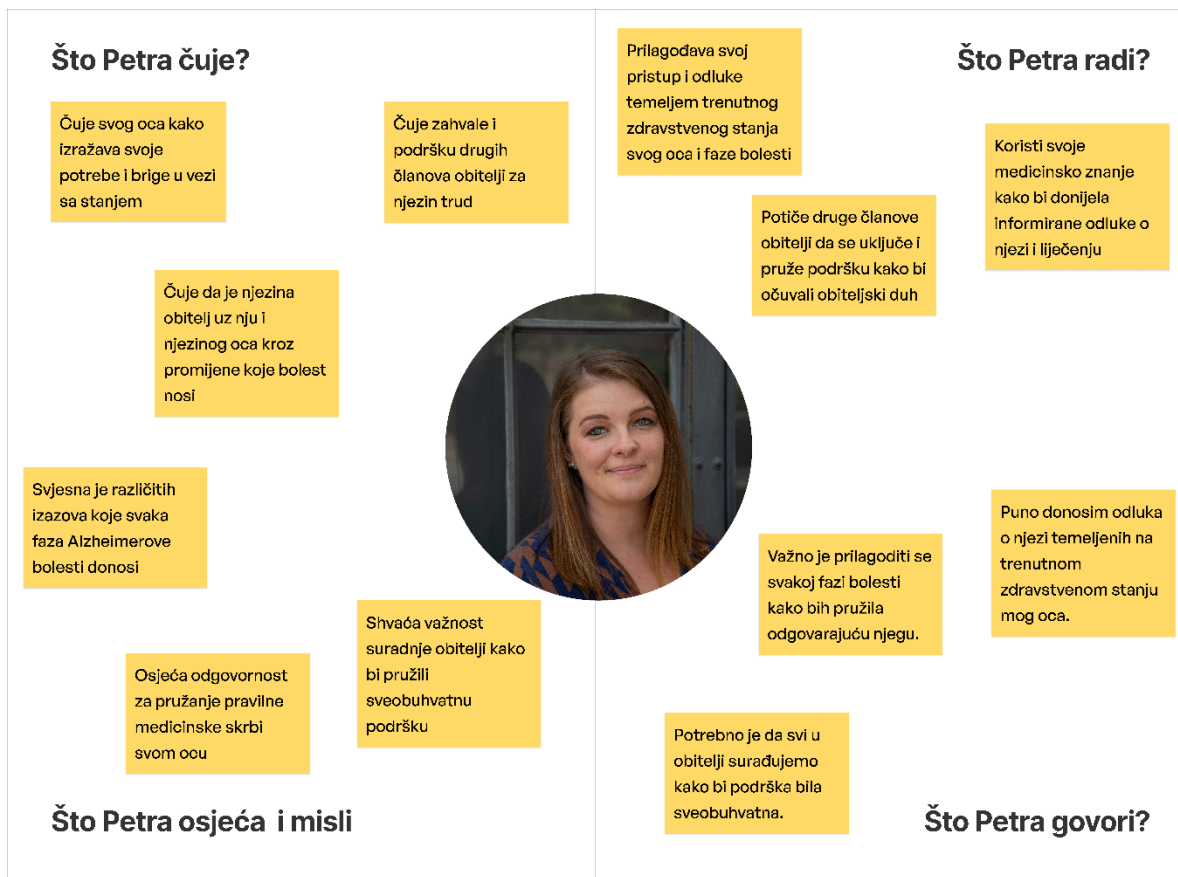 Što Petra čuje?
Čuje svog oca kako
izražava svoje
potrebe i brige u vezi
sa stanjem
Čuje zahvale i
podršku drugih
članova obitelji za
njezin trud
Čuje da je njezina
obitelj uz nju i
njezinog oca kroz
promijene koje bolest
nosi
Što Petra radi?
Prilagođava svoj
pristup i odluke
temeljem trenutnog
zdravstvenog stanja
svog oca i faze bolesti
Koristi svoje
medicinsko znanje
kako bi donijela
informirane odluke o
njezi i liječenju
Potiče druge članove
obitelji da se uključe i
pruže podršku kako bi
očuvali obiteljski duh
Svjesna je različitih
izazova koje svaka
faza Alzheimerove
bolesti donosi
Shvaća važnost
suradnje obitelji kako
bi pružili
sveobuhvatnu
podršku
Osjeća odgovornost
za pružanje pravilne
medicinske skrbi
svom ocu
Što Petra osjeća i misli
Puno donosim odluka
o njezi temeljenih na
trenutnom
zdravstvenom stanju
mog oca.
Važno je prilagoditi se
svakoj fazi bolesti
kako bih pružila
odgovarajuću njegu.
Potrebno je da svi u
obitelji surađujemo
kako bi podrška bila
sveobuhvatna.
Što Petra govori?